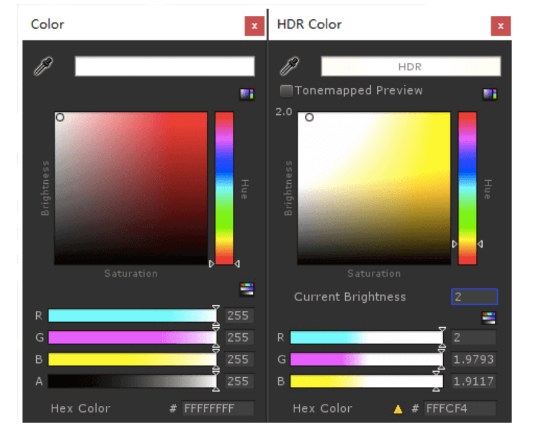 Color
x
Brightness
Hue
Saturation
R 255
G 255
B 255
A 255
Hex Color # FFFFFFFF
HDR Color
x
HDR
Tonemapped Preview
2.0
Brightness
Hue
Saturation
Current Brightness 2
R 2
G 1.9793
B 1.9117
Hex Color # FFFCF4